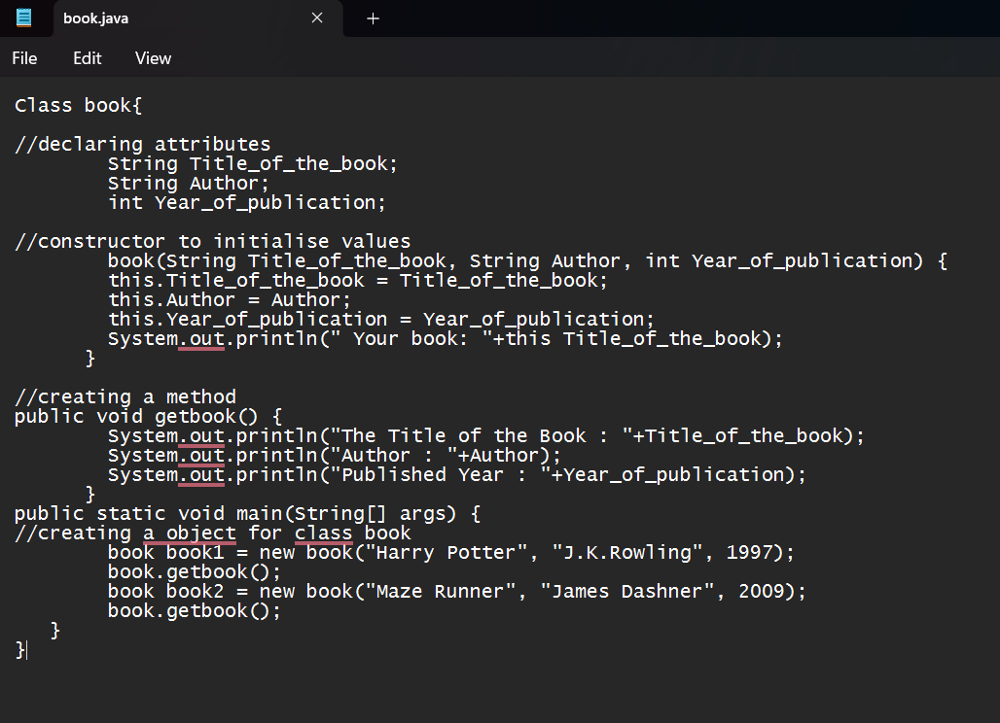 book.java
File Edit View
Class book{
//declaring attributes
String Title_of_the_book;
String Author;
int Year_of_publication;
//constructor to initialise values
book(String Title_of_the_book, String Author, int Year_of_publication) {
this.Title_of_the_book = Title_of_the_book;
this.Author = Author;
this.Year_of_publication = Year_of_publication;
System.out.println(" Your book: "+this Title_of_the_book);
}
//creating a method
public void getbook() {
System.out.println("The Title of the Book : "+Title_of_the_book);
System.out.println("Author : "+Author);
System.out.println("Published Year : "+Year_of_publication);
}
public static void main(String[] args) {
//creating a object for class book
book book1 = new book("Harry Potter", "J.K.Rowling", 1997);
book.getbook();
book book2 = new book("Maze Runner", "James Dashner", 2009);
book.getbook();
}
}